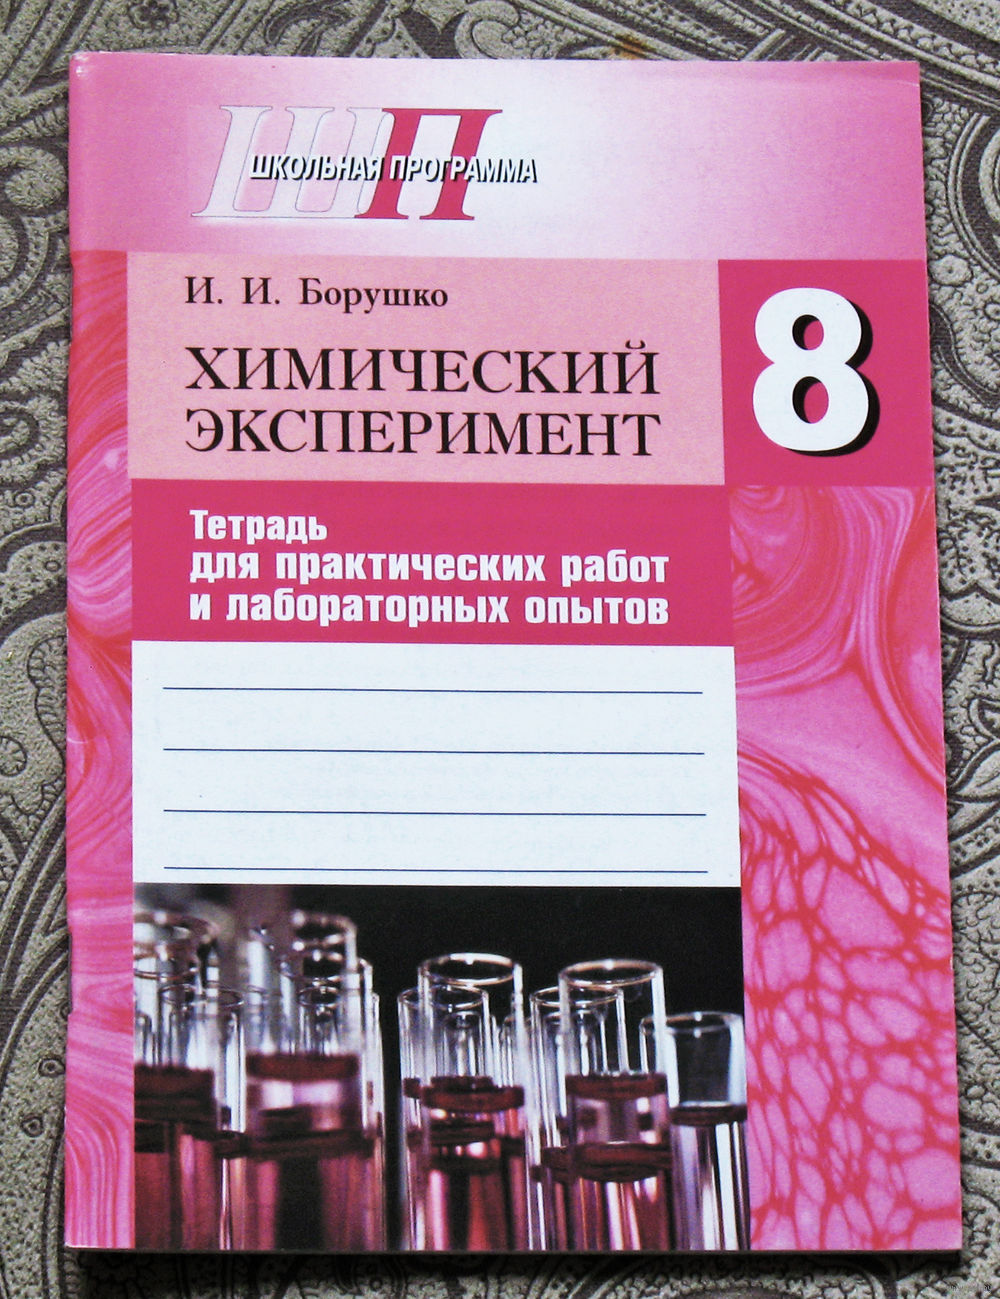 ШП
ШКОЛЬНАЯ ПРОГРАММА
И. И. Борушко
ХИМИЧЕСКИЙ
ЭКСПЕРИМЕНТ
8
Тетрадь
для практических работ
и лабораторных опытов